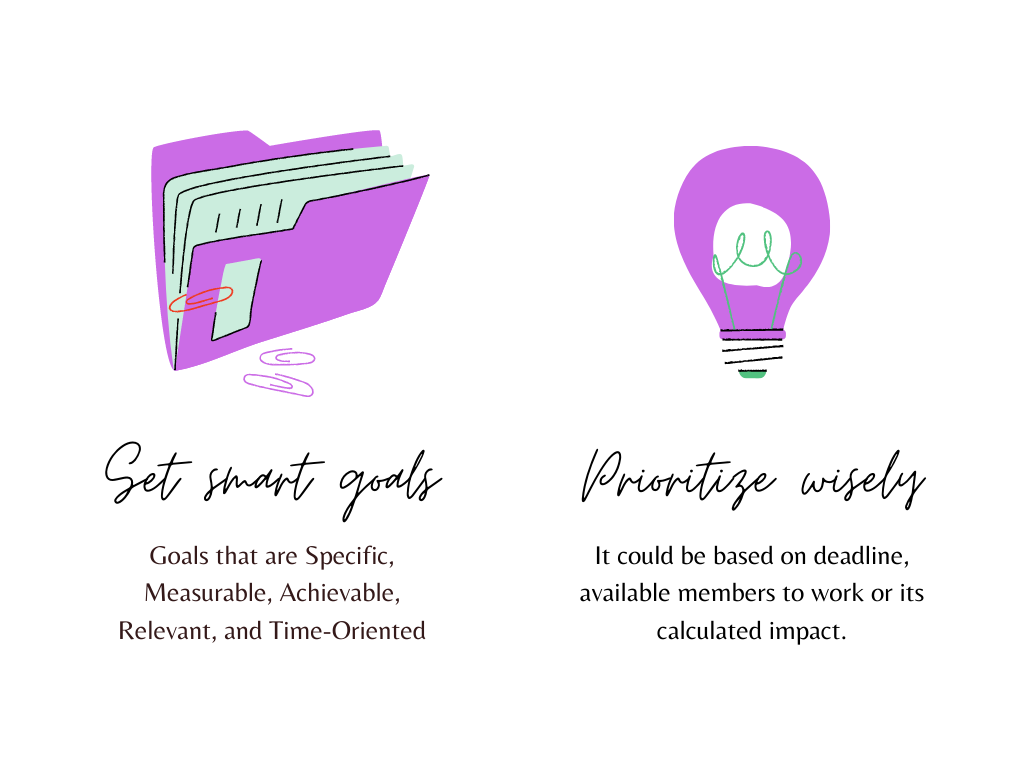 Set smart goals
Goals that are Specific,
Measurable, Achievable,
Relevant, and Time-Oriented
Prioritize wisely
It could be based on deadline,
available members to work or its
calculated impact.